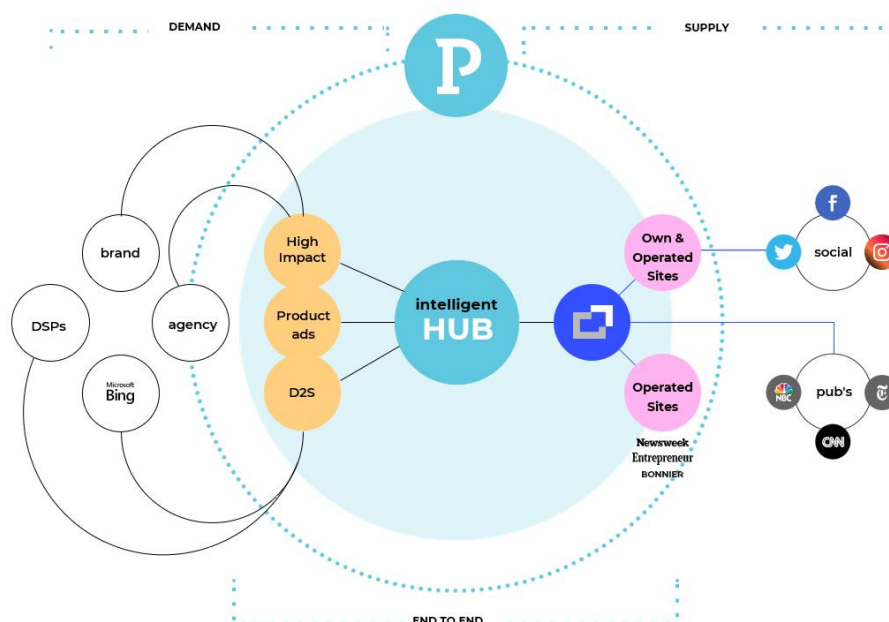 DEMAND
SUPPLY
P
High
Impact
Own &
Operated
Sites
f
brand
social
intelligent
HUB
DSPs
agency
Product
ads
Microsoft
Bing
D2S
Operated
Sites
NBC
pub's
T
CNN
Newsweek
Entrepreneur
BONNIER
END TO END